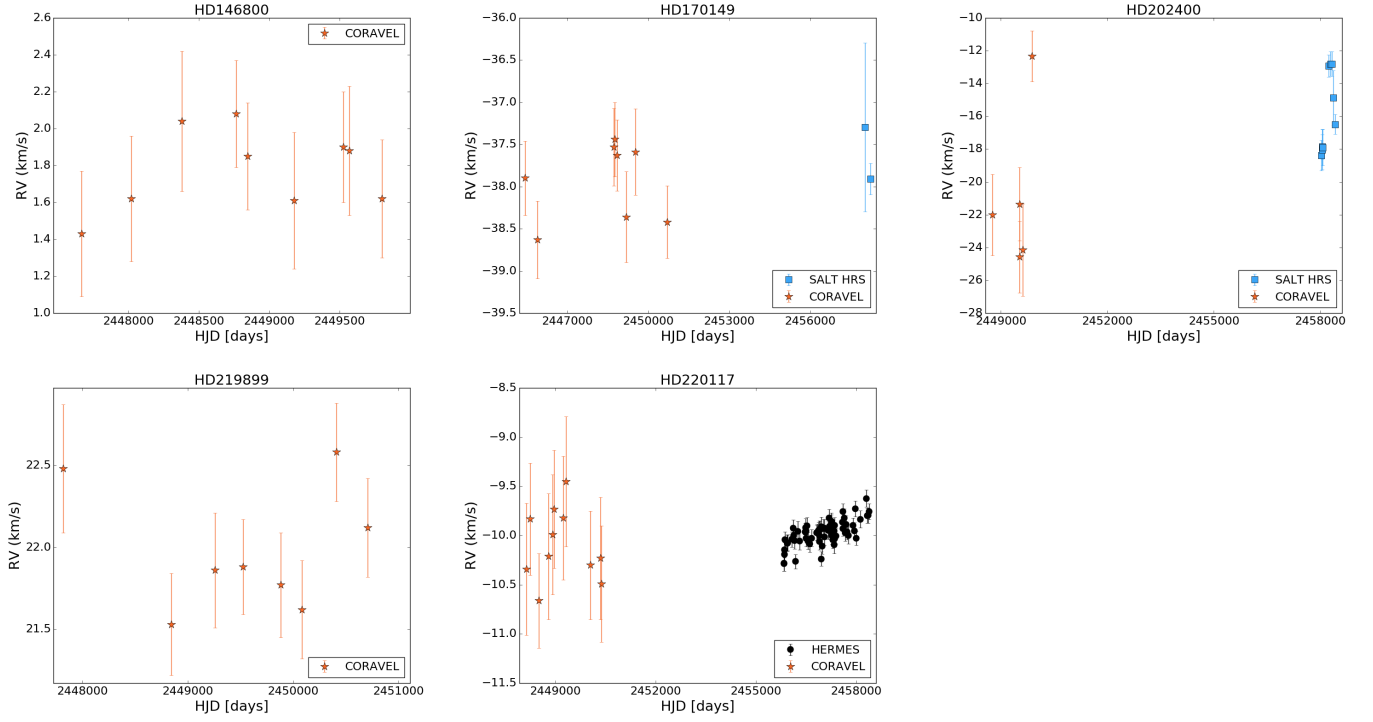 HD146800
2.6
2.4
2.2
2.0
1.8
1.6
1.4
1.2
1.0
RV (km/s)
CORAVEL
2448000
2448500
2449000
2449500
HJD [days]
HD170149
−36.0
−36.5
−37.0
−37.5
−38.0
−38.5
−39.0
−39.5
RV (km/s)
SALT HRS
CORAVEL
2447000
2450000
2453000
2456000
HJD [days]
HD202400
−10
−12
−14
−16
−18
−20
−22
−24
−26
−28
RV (km/s)
SALT HRS
CORAVEL
2449000
2452000
2455000
2458000
HJD [days]
HD219899
22.5
22.0
21.5
RV (km/s)
CORAVEL
2448000
2449000
2450000
2451000
HJD [days]
HD220117
−8.5
−9.0
−9.5
−10.0
−10.5
−11.0
−11.5
RV (km/s)
HERMES
CORAVEL
2449000
2452000
2455000
2458000
HJD [days]